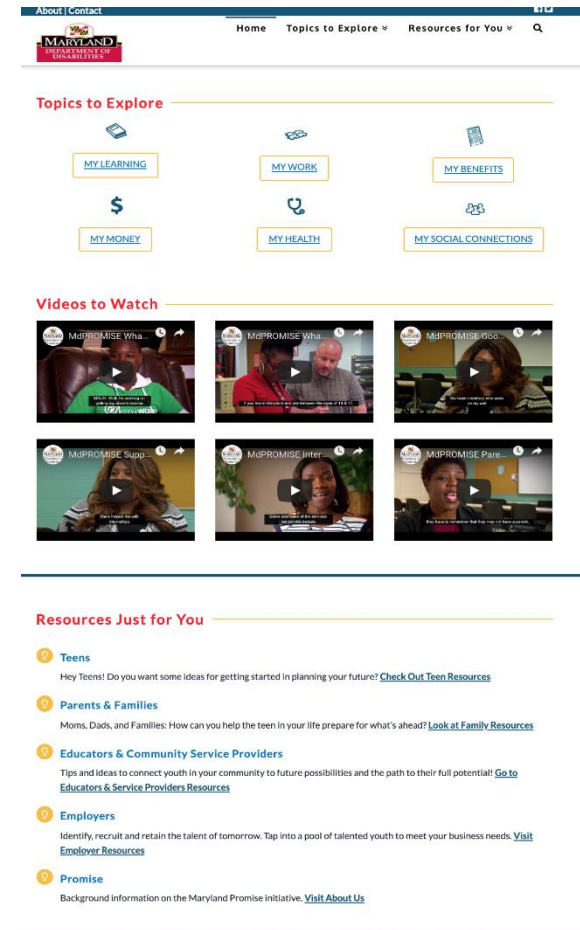 About | Contact
MARYLAND
DEPARTMENT OF
DISABILITIES
Home Topics to Explore Resources for You
Topics to Explore
MY LEARNING MY WORK MY BENEFITS
MY MONEY MY HEALTH MY SOCIAL CONNECTIONS
Videos to Watch
MdPROMISE Wha... MdPROMISE Wha... MdPROMISE Goo...
MdPROMISE Supp... MdPROMISE Inter... MdPROMISE Pare...
Resources Just for You
Teens
Hey Teens! Do you want some ideas for getting started in planning your future? Check Out Teen Resources
Parents & Families
Moms, Dads, and Families: How can you help the teen in your life prepare for what's ahead? Look at Family Resources
Educators & Community Service Providers
Tips and ideas to connect youth in your community to future possibilities and the path to their full potential! Go to
Educators & Service Providers Resources
Employers
Identify, recruit and retain the talent of tomorrow. Tap into a pool of talented youth to meet your business needs. Visit
Employer Resources
Promise
Background information on the Maryland Promise initiative. Visit About Us